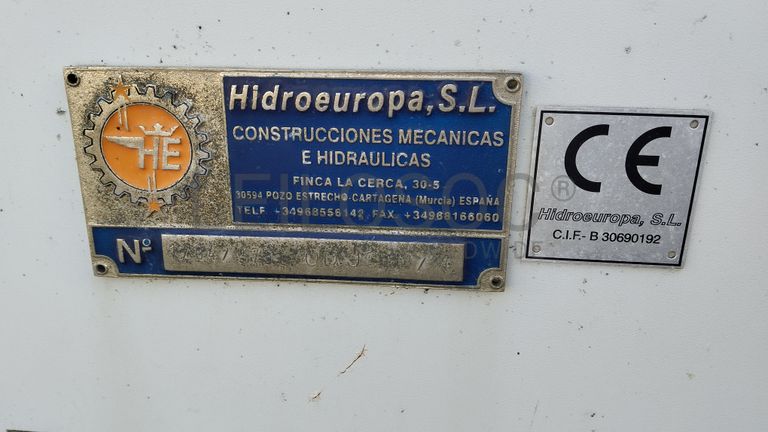 HE
Hidroeuropa, S.L.
CONSTRUCCIONES MECANICAS
E HIDRAULICAS
FINCA LA CERCA, 30-5
30594 POZO ESTRECHO-CARTAGENA (Murcia) ESPAÑA
TELF. +34968556142 FAX. +34968166060
Nº
CE
Hidroeuropa, S.L.
C.I.F.- B 30690192